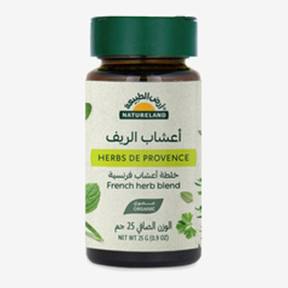 أرض الطبيعة
NATURELAND
أعشاب الريف
HERBS DE PROVENCE
خلطة أعشاب فرنسية
French herb blend
عضوي
ORGANIC
الوزن الصافي 25 جم
NET WT 25 G (0.9 OZ)